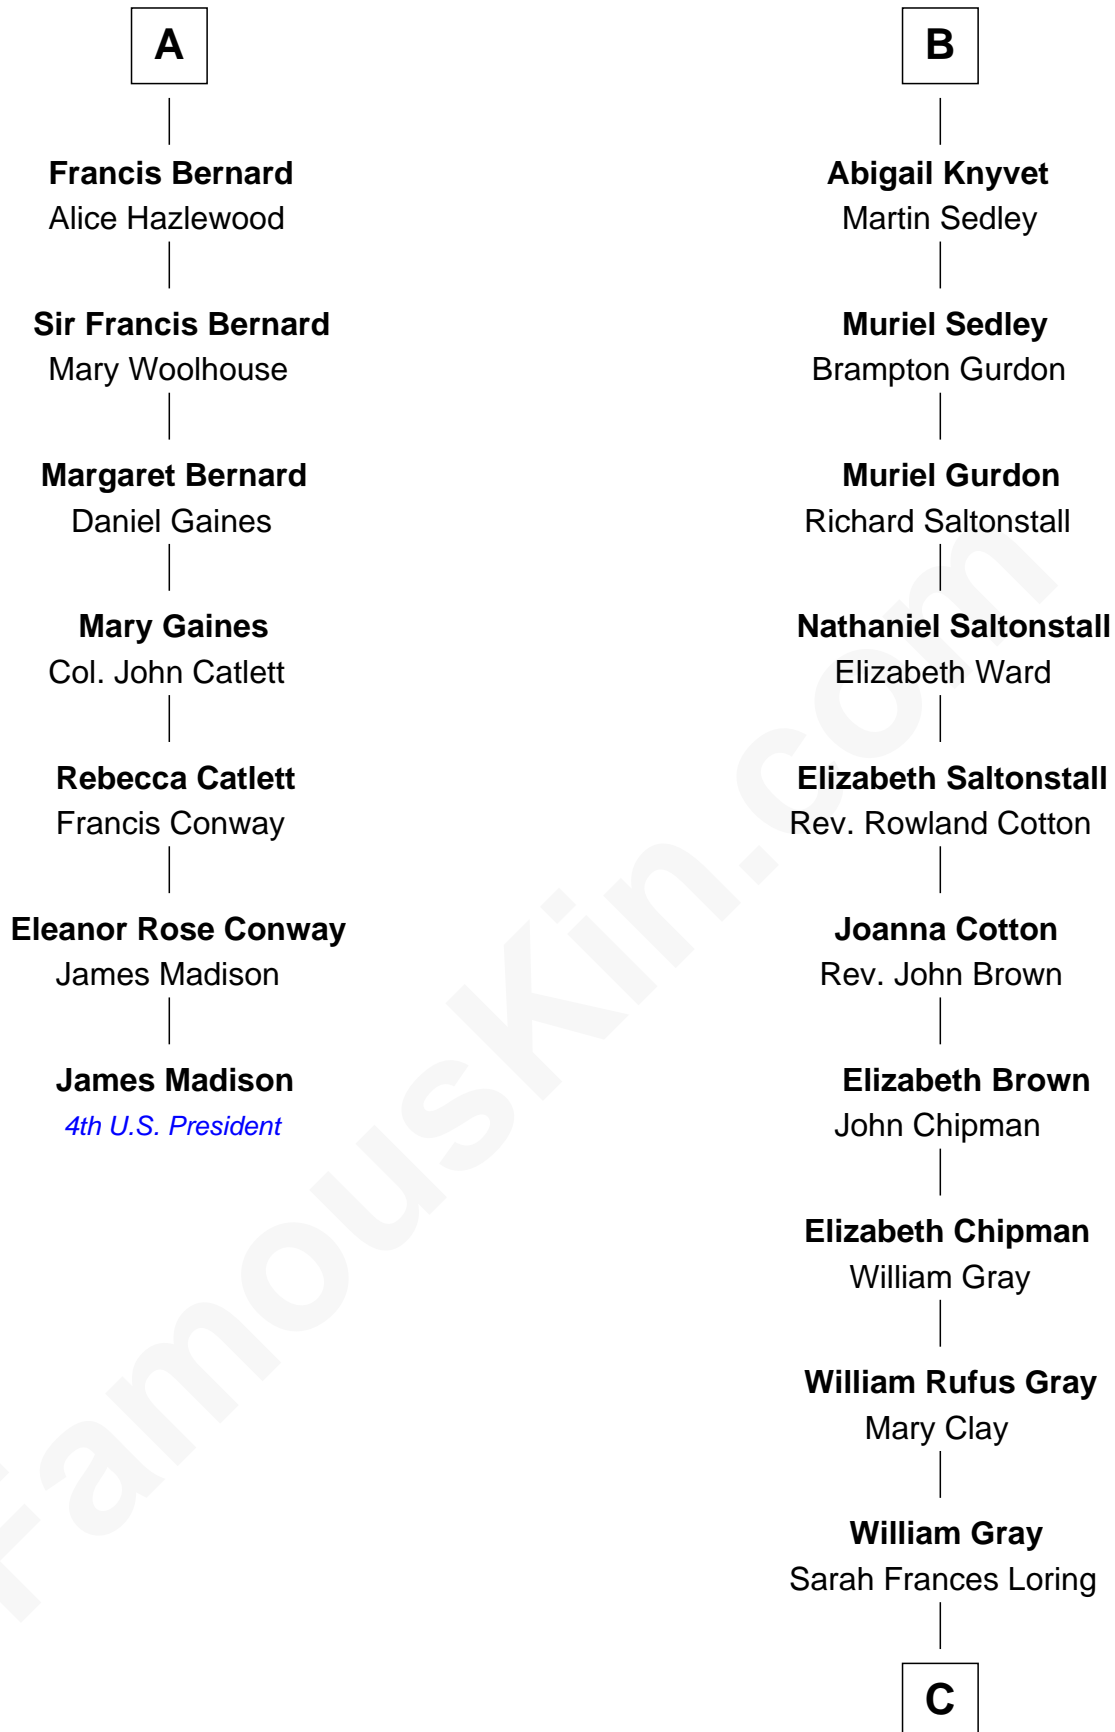 A
Francis Bernard
Alice Hazlewood
Sir Francis Bernard
Mary Woolhouse
Margaret Bernard
Daniel Gaines
Mary Gaines
Col. John Catlett
Rebecca Catlett
Francis Conway
Eleanor Rose Conway
James Madison
James Madison
4th U.S. President
B
Abigail Knyvet
Martin Sedley
Muriel Sedley
Brampton Gurdon
Muriel Gurdon
Richard Saltonstall
Nathaniel Saltonstall
Elizabeth Ward
Elizabeth Saltonstall
Rev. Rowland Cotton
Joanna Cotton
Rev. John Brown
Elizabeth Brown
John Chipman
Elizabeth Chipman
William Gray
William Rufus Gray
Mary Clay
William Gray
Sarah Frances Loring
C
FamousKin.com